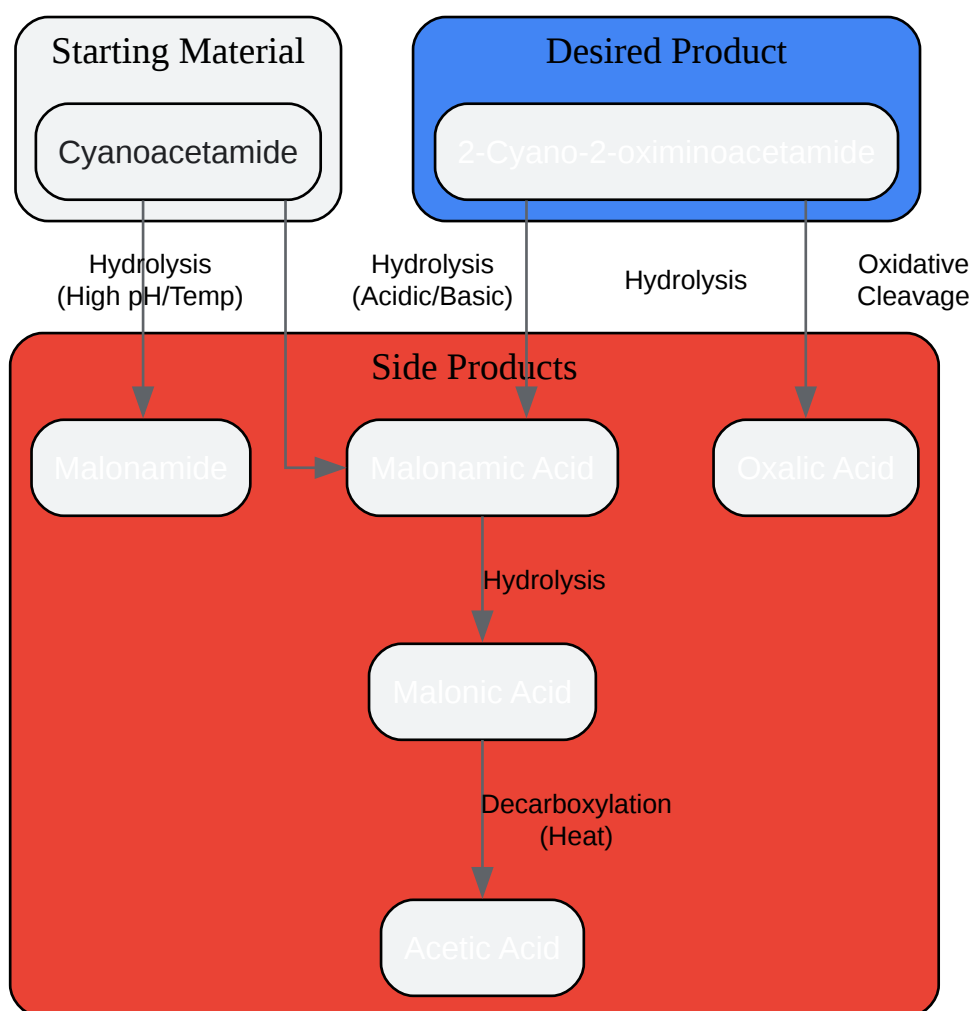 Starting Material
Desired Product
Cyanoacetamide
2-Cyano-2-oximinoacetamide
Hydrolysis
(High pH/Temp)
Hydrolysis
(Acidic/Basic)
Hydrolysis
Oxidative
Cleavage
Side Products
Malonamide
Malonamic Acid
Oxalic Acid
Hydrolysis
Malonic Acid
Decarboxylation
(Heat)
Acetic Acid